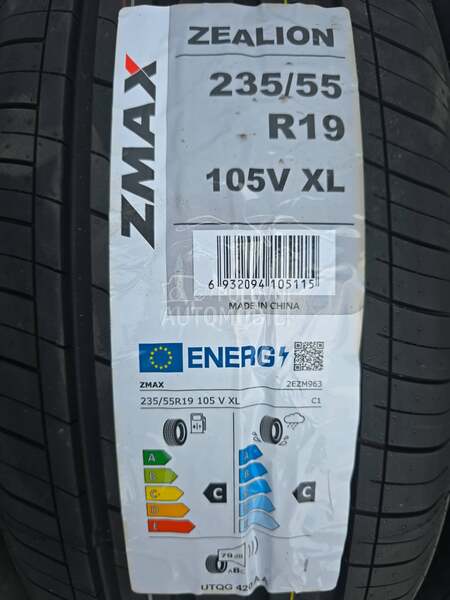 ZMAX
ZEALION
235/55
R19
105V XL
6 932094 105115
MADE IN CHINA
AUTOMOBILI
ENERG
ZMAX 2EZM963
235/55R19 105 V XL C1
A
B
C
D
E
C
A
B
C
D
E
C